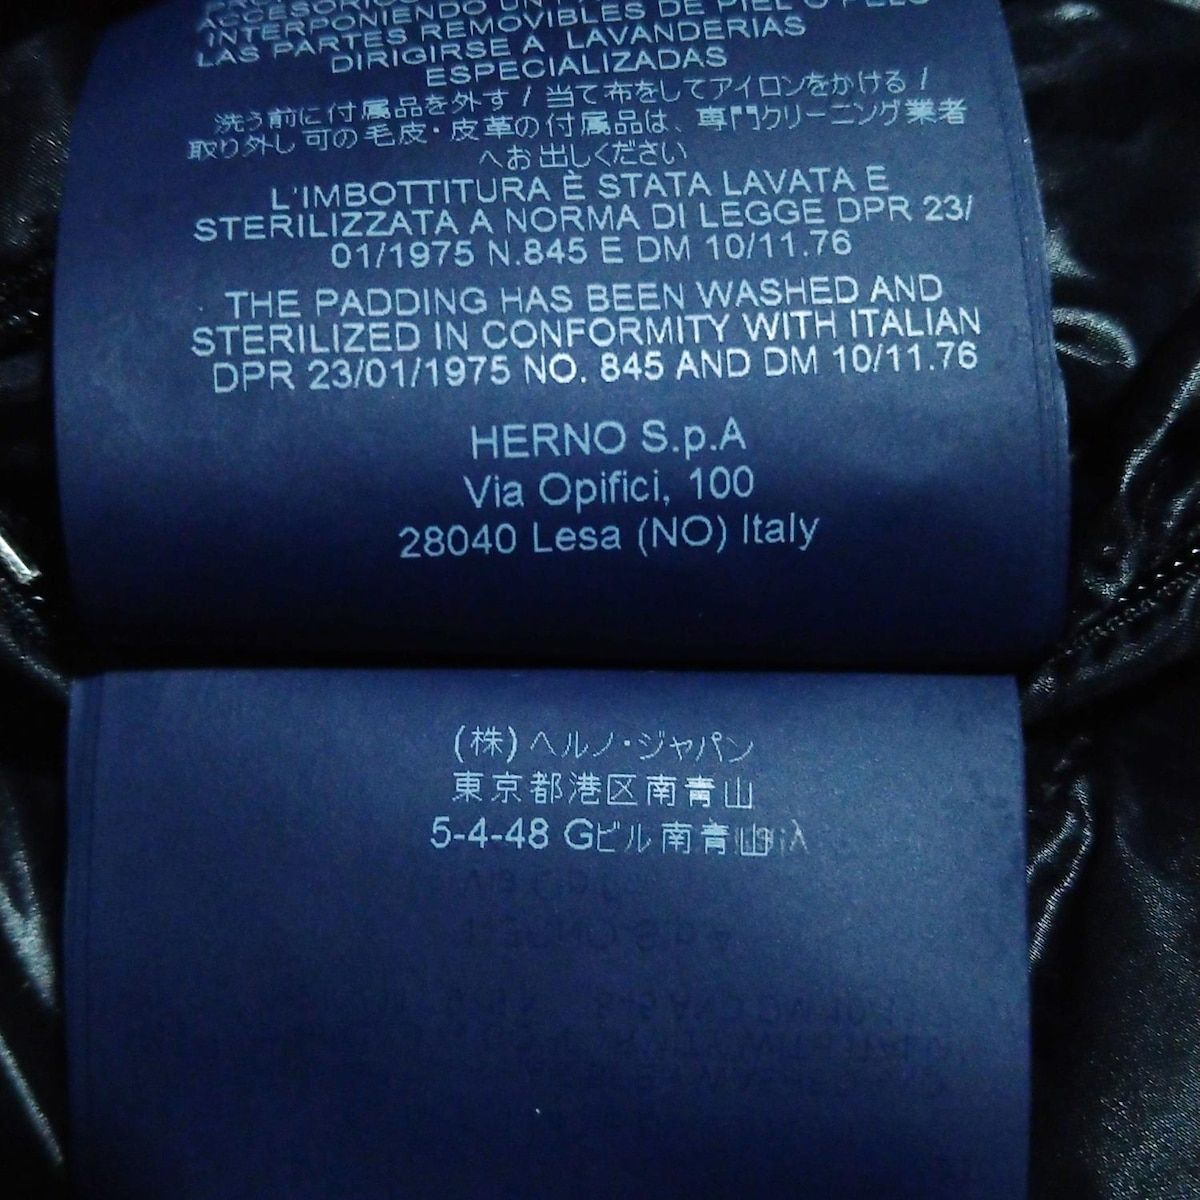 ACCESORIOS
INTERPONIENDO UN
LAS PARTES REMOVIBLES DE PIEL O PELO
DIRIGIRSE A LAVANDERIAS
ESPECIALIZADAS
洗う前に付属品を外す/当て布をしてアイロンをかける/
取り外し可の毛皮・皮革の付属品は、専門クリーニング業者
へお出しください
L'IMBOTTITURA È STATA LAVATA E
STERILIZZATA A NORMA DI LEGGE DPR 23/
01/1975 N.845 E DM 10/11.76
THE PADDING HAS BEEN WASHED AND
STERILIZED IN CONFORMITY WITH ITALIAN
DPR 23/01/1975 NO. 845 AND DM 10/11.76
HERNO S.p.A
Via Opifici, 100
28040 Lesa (NO) Italy
(株)ヘルノ・ジャパン
東京都港区南青山
5-4-48 Gビル南青山